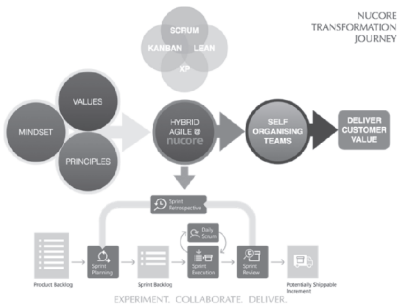 NUCORE
TRANSFORMATION
JOURNEY
SCRUM
KANBAN
LEAN
XP
VALUES
MINDSET
PRINCIPLES
HYBRID
AGILE @
nucore
SELF
ORGANISING
TEAMS
DELIVER
CUSTOMER
VALUE
Sprint
Retrospective
Daily
Scrum
Product Backlog
Sprint
Planning
Sprint Backlog
Sprint
Execution
Sprint
Review
Potentially Shippable
Increment
EXPERIMENT. COLLABORATE. DELIVER.